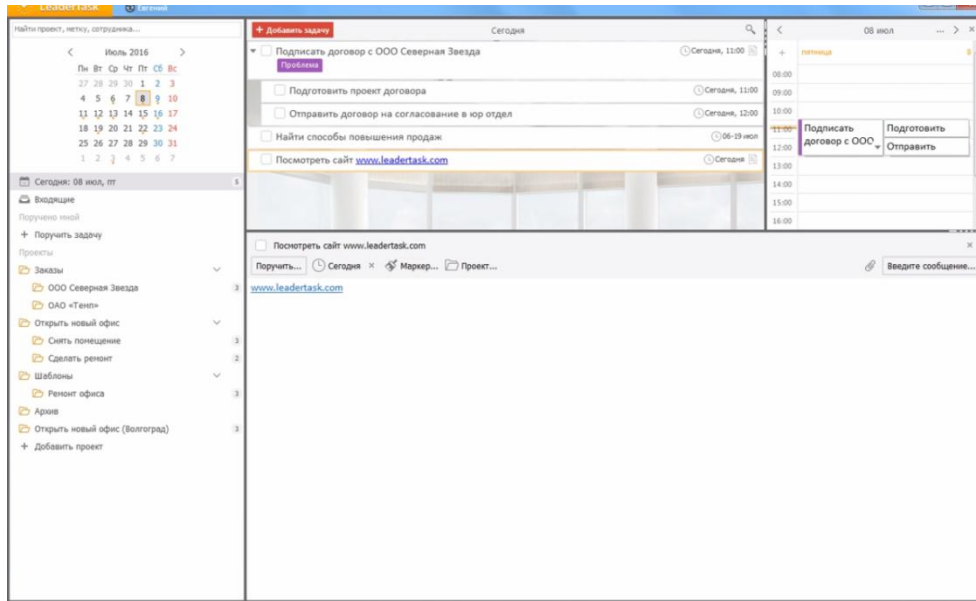 LeaderTask
Евгений
Найти проект, метку, сотрудника...
< Июль 2016 >
Пн Вт Ср Чт Пт Сб Вс
27 28 29 30 1 2 3
4 5 6 7 8 9 10
11 12 13 14 15 16 17
18 19 20 21 22 23 24
25 26 27 28 29 30 31
1 2 3 4 5 6 7
Сегодня: 08 июл, пт 5
Входящие
Поручено мной
+ Поручить задачу
Проекты
Заказы
ООО Северная Звезда 3
ОАО «Темп»
Открыть новый офис
Снять помещение 3
Сделать ремонт 2
Шаблоны
Ремонт офиса 3
Архив
Открыть новый офис (Волгоград) 3
+ Добавить проект
+ Добавить задачу
Сегодня
Подписать договор с ООО Северная Звезда Сегодня, 11:00
Проблема
Подготовить проект договора Сегодня, 11:00
Отправить договор на согласование в юр отдел Сегодня, 12:00
Найти способы повышения продаж 06-19 июл
Посмотреть сайт www.leadertask.com Сегодня
< 08 июл ... > ×
+ пятница 8
08:00
09:00
10:00
11:00
12:00
13:00
14:00
15:00
16:00
Подписать
договор с ООО
Подготовить
Отправить
Посмотреть сайт www.leadertask.com ×
Поручить... Сегодня × Маркер... Проект... Введите сообщение...
www.leadertask.com